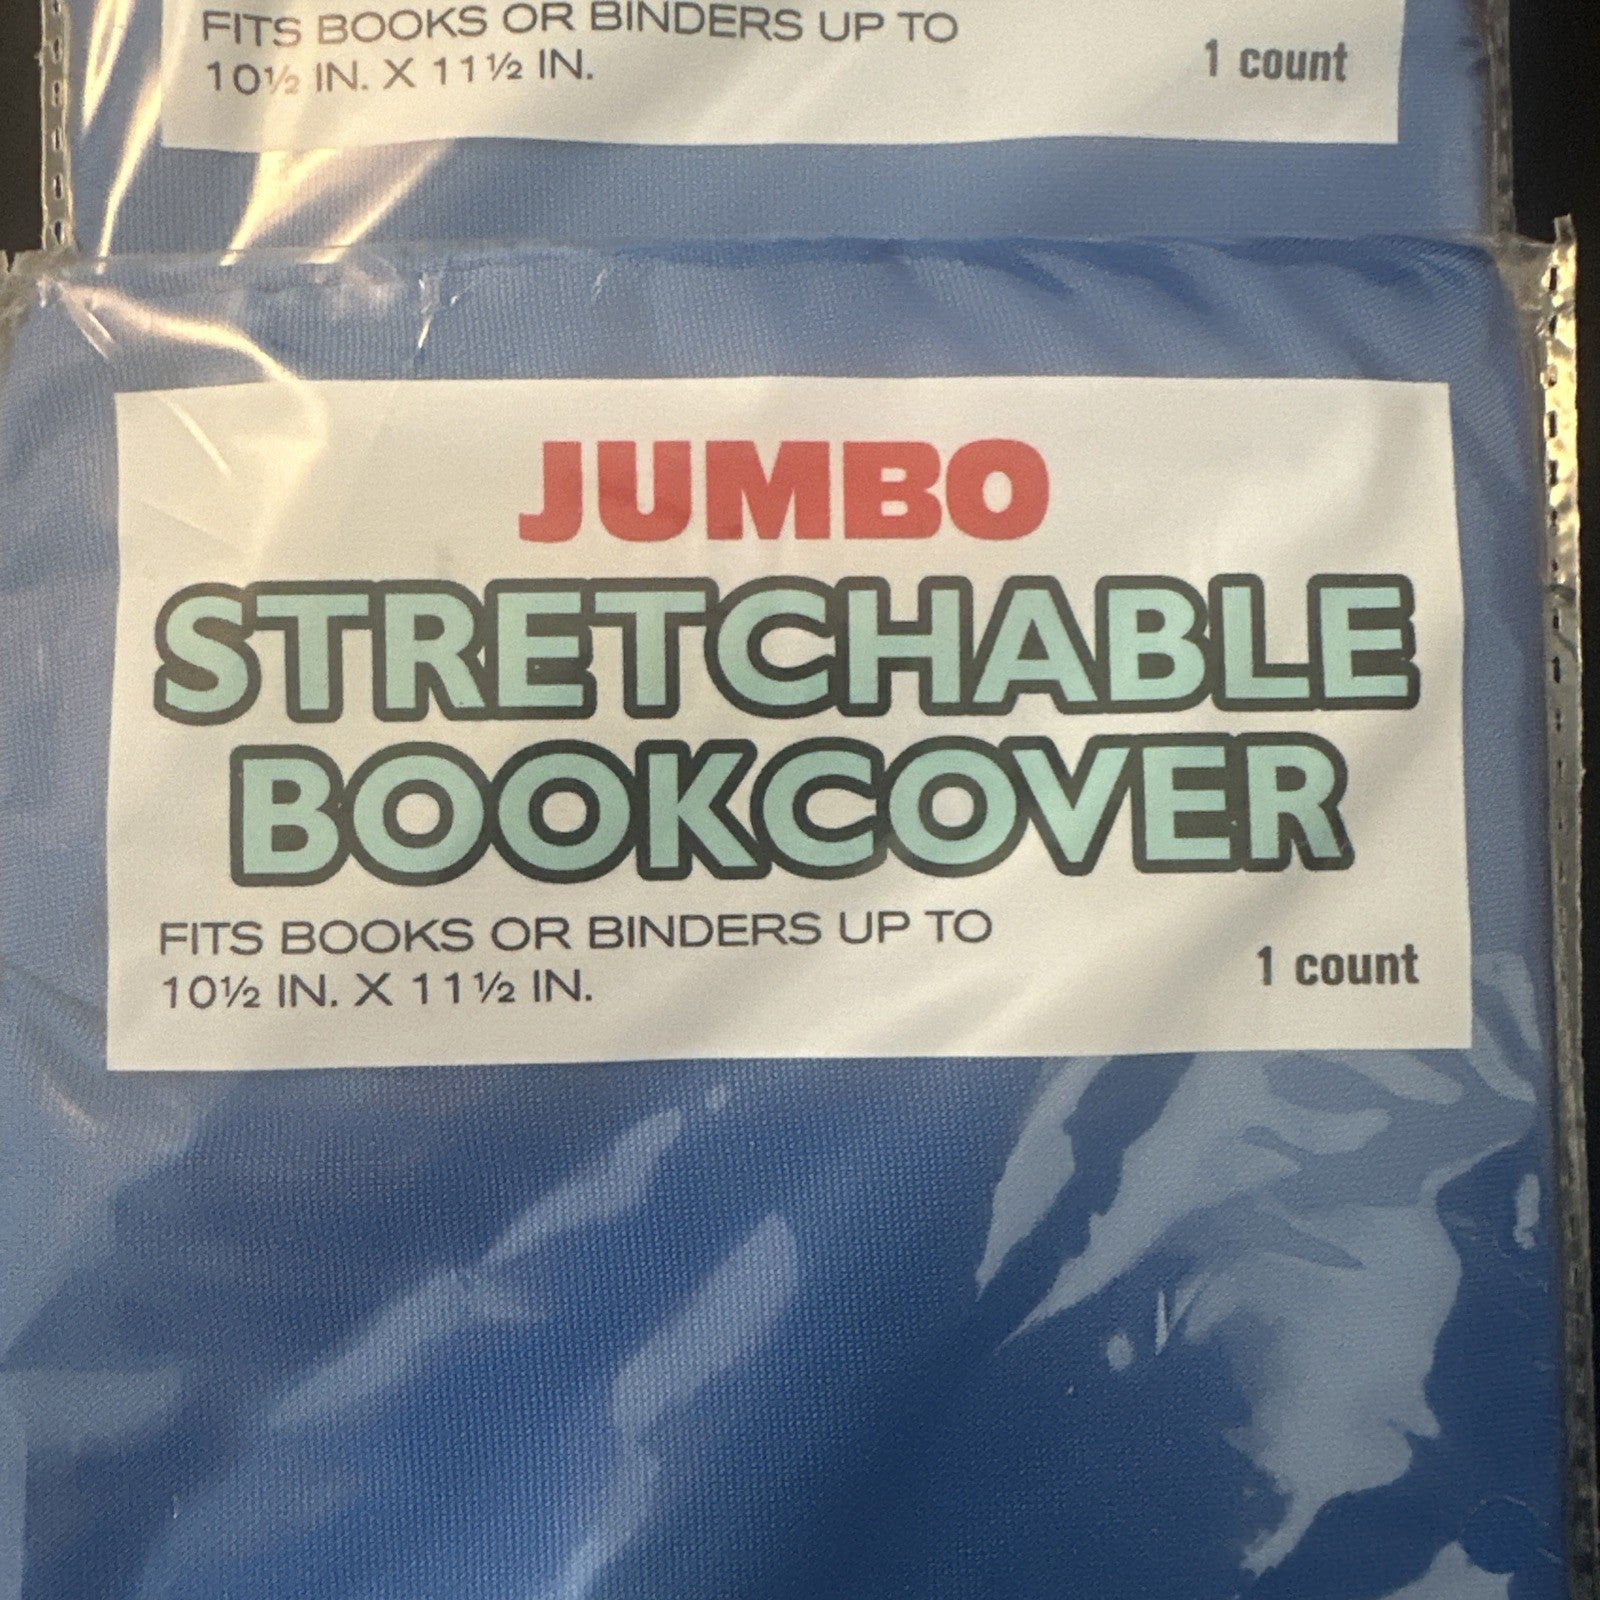 FITS BOOKS OR BINDERS UP TO
10½ IN. X 11½ IN.
1 count
JUMBO
STRETCHABLE
BOOKCOVER
FITS BOOKS OR BINDERS UP TO
10½ IN. X 11½ IN.
1 count